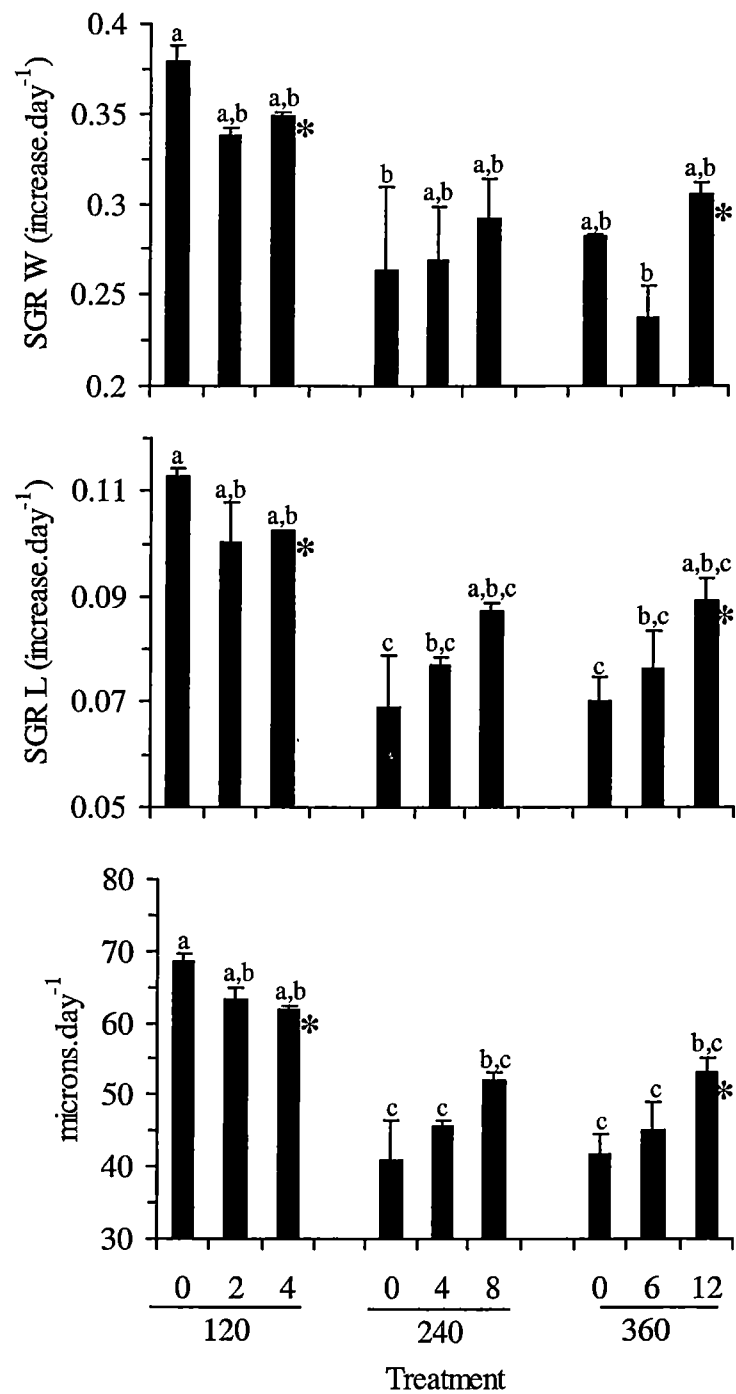 SGR W (increase.day⁻¹)
0.4
0.35
0.3
0.25
0.2
a
a,b
a,b
*
b
a,b
a,b
a,b
b
a,b
*
SGR L (increase.day⁻¹)
0.11
0.09
0.07
0.05
a
a,b
a,b
*
c
b,c
a,b,c
c
b,c
a,b,c
*
microns.day⁻¹
80
70
60
50
40
30
a
a,b
a,b
*
c
c
b,c
c
c
b,c
*
0 2 4 0 4 8 0 6 12
120 240 360
Treatment